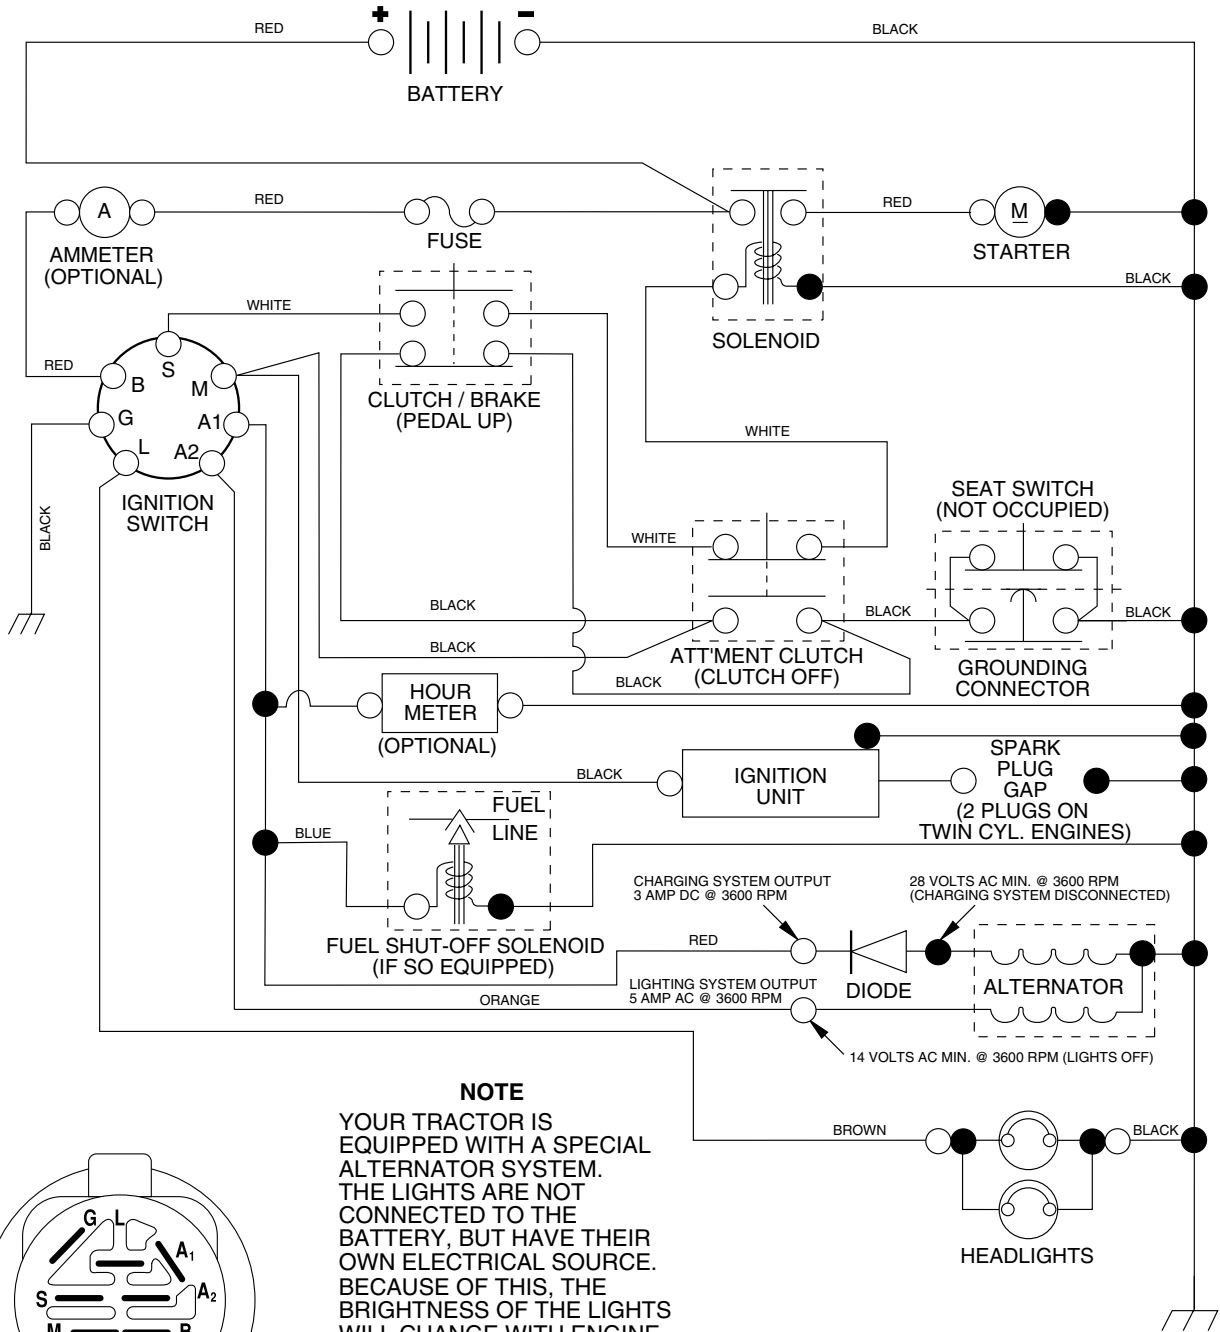 RED
+
-
BLACK
BATTERY
A
RED
FUSE
RED
M
AMMETER
(OPTIONAL)
STARTER
BLACK
WHITE
SOLENOID
RED
B
S
M
G
A1
L
A2
CLUTCH / BRAKE
(PEDAL UP)
WHITE
IGNITION
SWITCH
BLACK
SEAT SWITCH
(NOT OCCUPIED)
WHITE
BLACK
BLACK
BLACK
BLACK
ATT'MENT CLUTCH
(CLUTCH OFF)
BLACK
GROUNDING
CONNECTOR
HOUR
METER
(OPTIONAL)
BLACK
IGNITION
UNIT
SPARK
PLUG
GAP
(2 PLUGS ON
TWIN CYL. ENGINES)
FUEL
LINE
BLUE
CHARGING SYSTEM OUTPUT
3 AMP DC @ 3600 RPM
28 VOLTS AC MIN. @ 3600 RPM
(CHARGING SYSTEM DISCONNECTED)
FUEL SHUT-OFF SOLENOID
(IF SO EQUIPPED)
RED
DIODE
ALTERNATOR
LIGHTING SYSTEM OUTPUT
5 AMP AC @ 3600 RPM
ORANGE
14 VOLTS AC MIN. @ 3600 RPM (LIGHTS OFF)
NOTE
YOUR TRACTOR IS
EQUIPPED WITH A SPECIAL
ALTERNATOR SYSTEM.
THE LIGHTS ARE NOT
CONNECTED TO THE
BATTERY, BUT HAVE THEIR
OWN ELECTRICAL SOURCE.
BECAUSE OF THIS, THE
BRIGHTNESS OF THE LIGHTS
WILL CHANGE WITH ENGINE
BROWN
BLACK
HEADLIGHTS
G
L
A1
A2
S
M
B